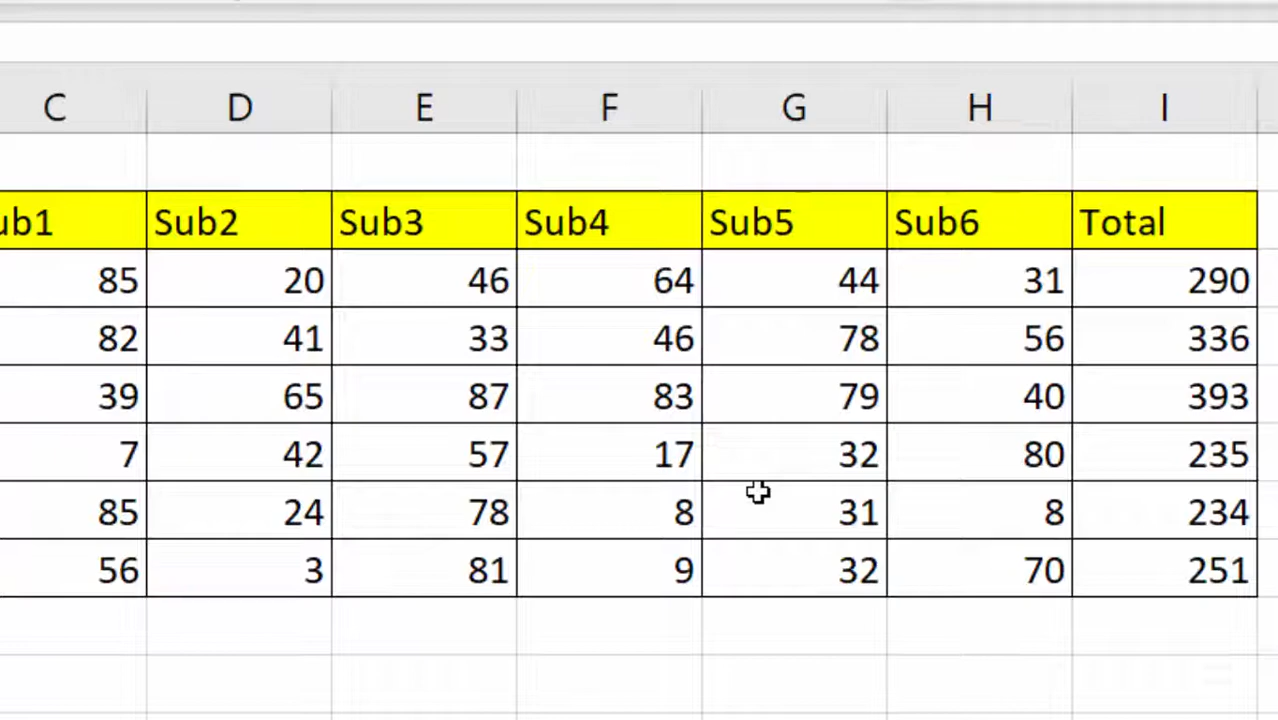 C D E F G H I
ub1 Sub2 Sub3 Sub4 Sub5 Sub6 Total
85 20 46 64 44 31 290
82 41 33 46 78 56 336
39 65 87 83 79 40 393
7 42 57 17 32 80 235
85 24 78 8 31 8 234
56 3 81 9 32 70 251